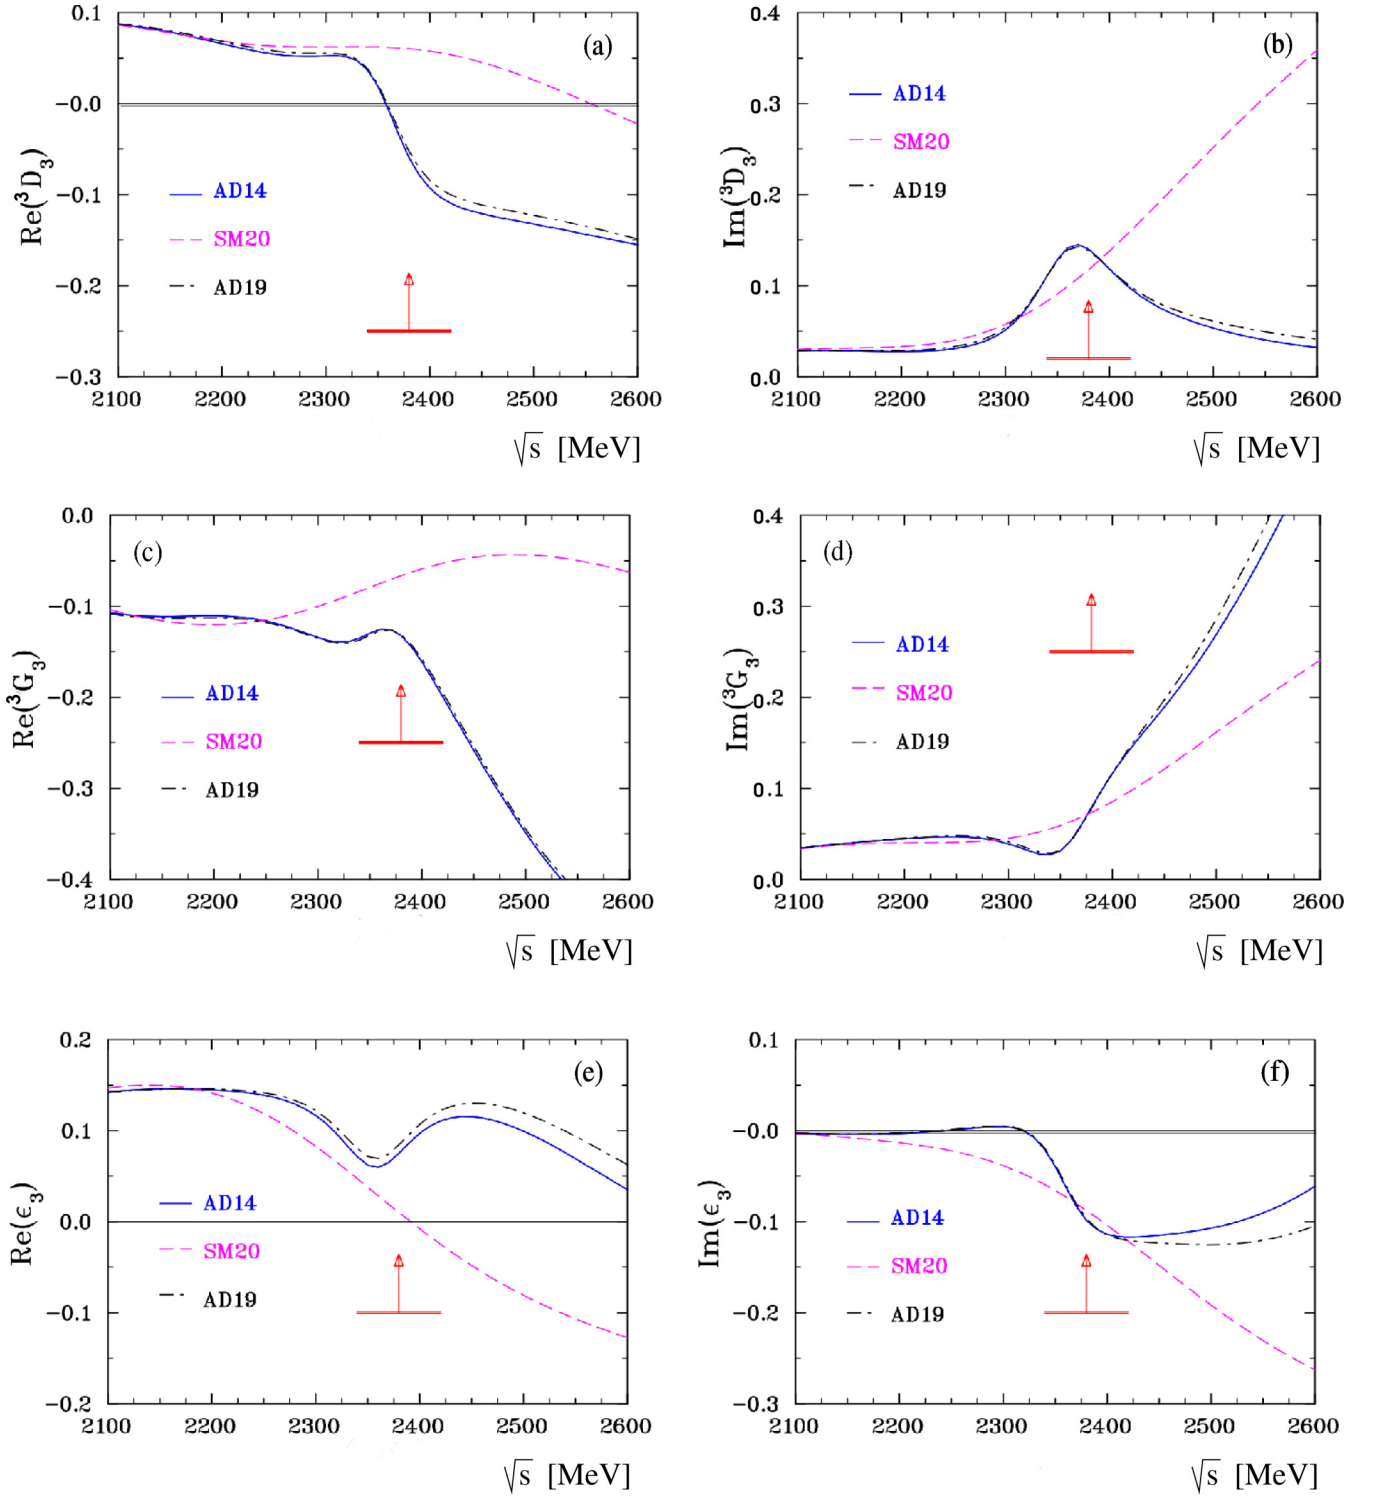 0.1
-0.0
-0.1
-0.2
-0.3
Re(³D₃)
(a)
AD14
SM20
AD19
2100 2200 2300 2400 2500 2600
√s [MeV]
0.4
0.3
0.2
0.1
0.0
Im(³D₃)
(b)
AD14
SM20
AD19
2100 2200 2300 2400 2500 2600
√s [MeV]
0.0
-0.1
-0.2
-0.3
-0.4
Re(³G₃)
(c)
AD14
SM20
AD19
2100 2200 2300 2400 2500 2600
√s [MeV]
0.4
0.3
0.2
0.1
0.0
Im(³G₃)
(d)
AD14
SM20
AD19
2100 2200 2300 2400 2500 2600
√s [MeV]
0.2
0.1
0.0
-0.1
-0.2
Re(ϵ₃)
(e)
AD14
SM20
AD19
2100 2200 2300 2400 2500 2600
√s [MeV]
0.1
-0.0
-0.1
-0.2
-0.3
Im(ϵ₃)
(f)
AD14
SM20
AD19
2100 2200 2300 2400 2500 2600
√s [MeV]